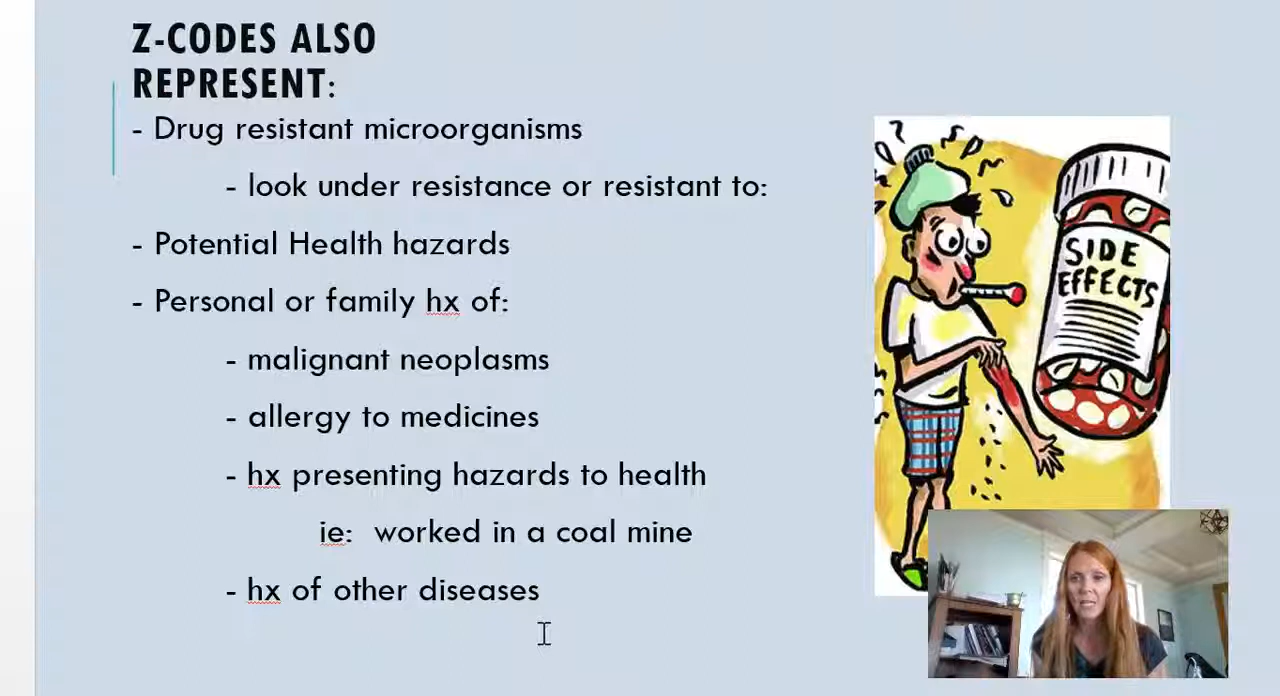 Z-CODES ALSO
REPRESENT:
- Drug resistant microorganisms
- look under resistance or resistant to:
- Potential Health hazards
- Personal or family hx of:
- malignant neoplasms
- allergy to medicines
- hx presenting hazards to health
ie: worked in a coal mine
- hx of other diseases
SIDE
EFFECTS